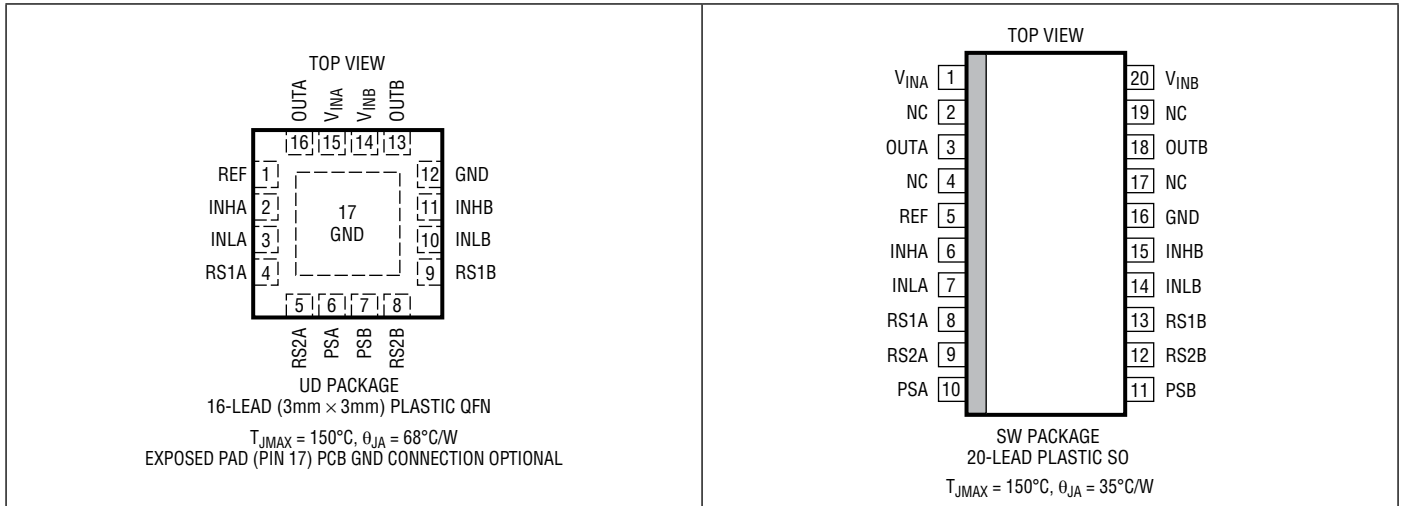 TOP VIEW
OUTA
VINA
VINB
OUTB
16 15 14 13
REF 1
12 GND
INHA 2
11 INHB
INLA 3
10 INLB
RS1A 4
9 RS1B
17
GND
5 6 7 8
RS2A
PSA
PSB
RS2B
UD PACKAGE
16-LEAD (3mm × 3mm) PLASTIC QFN
TJMAX = 150°C, θJA = 68°C/W
EXPOSED PAD (PIN 17) PCB GND CONNECTION OPTIONAL
TOP VIEW
VINA 1
20 VINB
NC 2
19 NC
OUTA 3
18 OUTB
NC 4
17 NC
REF 5
16 GND
INHA 6
15 INHB
INLA 7
14 INLB
RS1A 8
13 RS1B
RS2A 9
12 RS2B
PSA 10
11 PSB
SW PACKAGE
20-LEAD PLASTIC SO
TJMAX = 150°C, θJA = 35°C/W